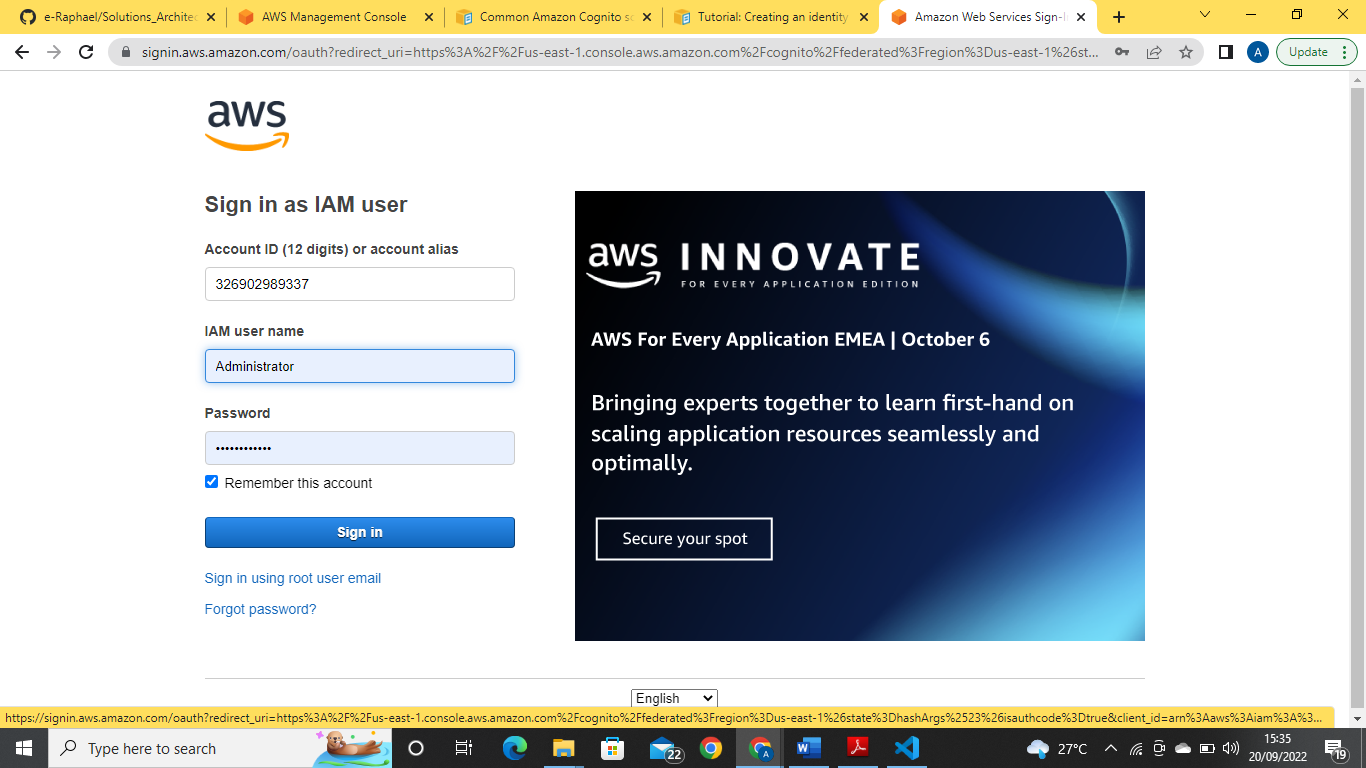 e-Raphael/Solutions_Architec
AWS Management Console
Common Amazon Cognito sc
Tutorial: Creating an identity
Amazon Web Services Sign-I
signin.aws.amazon.com/oauth?redirect_uri=https%3A%2F%2Fus-east-1.console.aws.amazon.com%2Fcognito%2Ffederated%3Fregion%3Dus-east-1%26st...
A
Update
aws
Sign in as IAM user
Account ID (12 digits) or account alias
326902989337
IAM user name
Administrator
Password
••••••••••••
Remember this account
Sign in
Sign in using root user email
Forgot password?
aws INNOVATE
FOR EVERY APPLICATION EDITION
AWS For Every Application EMEA | October 6
Bringing experts together to learn first-hand on
scaling application resources seamlessly and
optimally.
Secure your spot
English
https://signin.aws.amazon.com/oauth?redirect_uri=https%3A%2F%2Fus-east-1.console.aws.amazon.com%2Fcognito%2Ffederated%3Fregion%3Dus-east-1%26state%3DhashArgs%2523%26isauthcode%3Dtrue&client_id=arn%3Aaws%3Aiam%3A%3...
Type here to search
22
A
27°C
15:35
20/09/2022
19